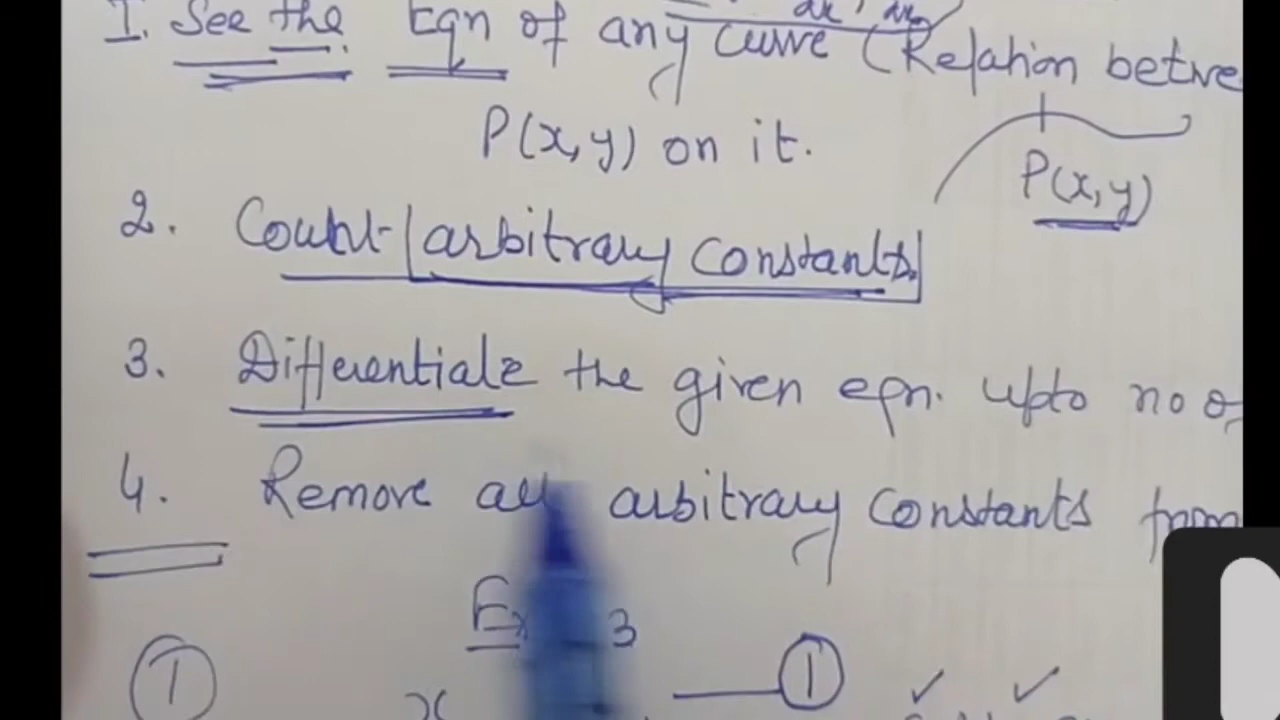 1. See the Eqn of any curve (Relation betwe
P(x,y) on it.
P(x,y)
2. Count arbitrary constants.
3. Differentiate the given eqn. upto no o
4. Remove all arbitrary constants from
3
1 x 1